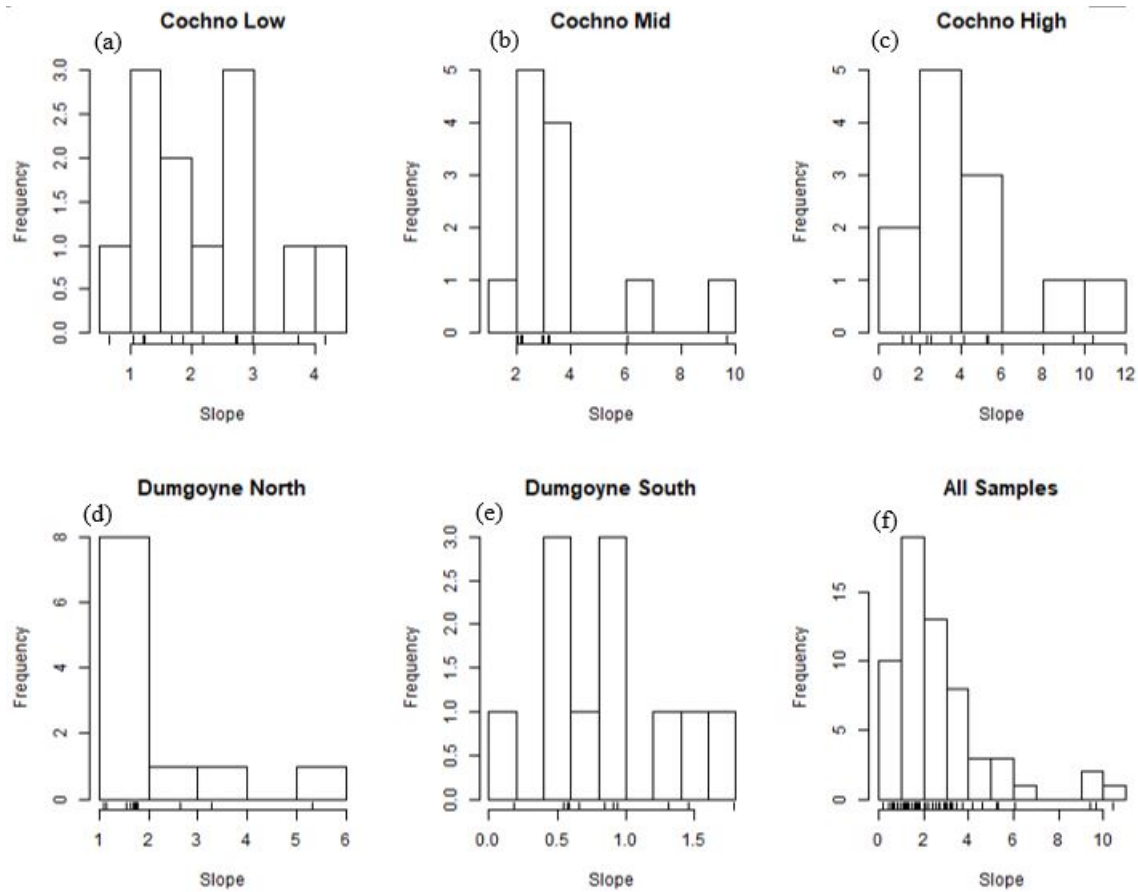 Cochno Low
(a)
Frequency
0.0 0.5 1.0 1.5 2.0 2.5 3.0
1 2 3 4
Slope
Cochno Mid
(b)
Frequency
0 1 2 3 4 5
2 4 6 8 10
Slope
Cochno High
(c)
Frequency
0 1 2 3 4 5
0 2 4 6 8 10 12
Slope
Dumgoyne North
(d)
Frequency
0 2 4 6 8
1 2 3 4 5 6
Slope
Dumgoyne South
(e)
Frequency
0.0 0.5 1.0 1.5 2.0 2.5 3.0
0.0 0.5 1.0 1.5
Slope
All Samples
(f)
Frequency
0 5 10 15
0 2 4 6 8 10
Slope